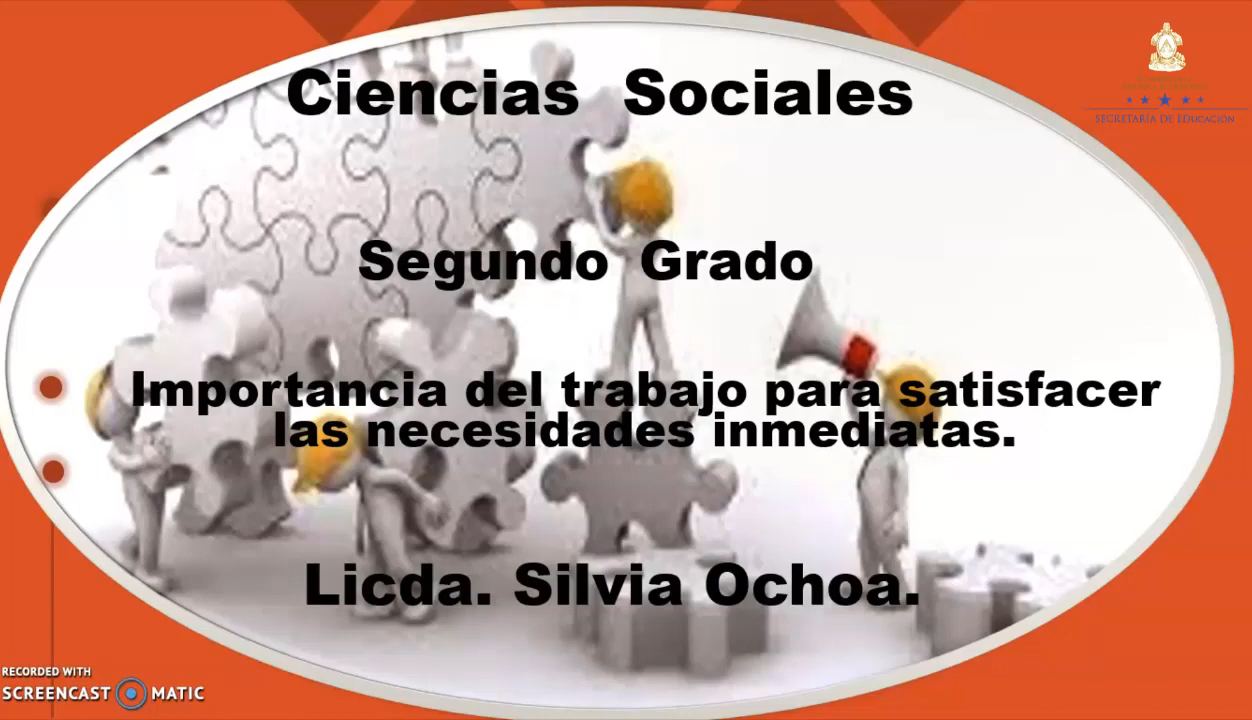 Ciencias Sociales
SECRETARÍA DE EDUCACIÓN
Segundo Grado
Importancia del trabajo para satisfacer
las necesidades inmediatas.
Licda. Silvia Ochoa.
RECORDED WITH
SCREENCAST MATIC